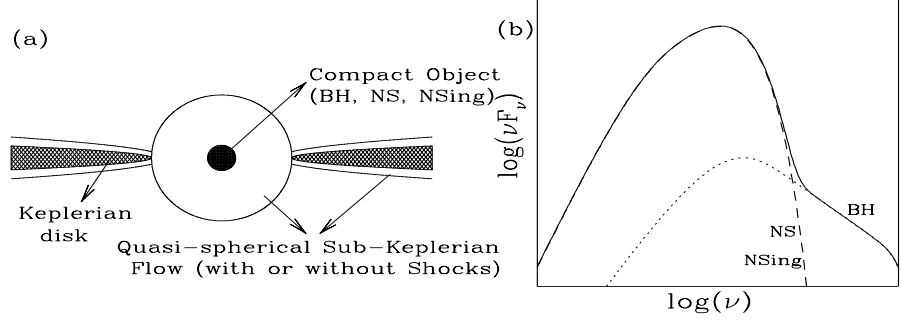 (a)
Compact Object
(BH, NS, NSing)
Keplerian
disk
Quasi-spherical Sub-Keplerian
Flow (with or without Shocks)
(b)
log(νFν)
BH
NS
NSing
log(ν)